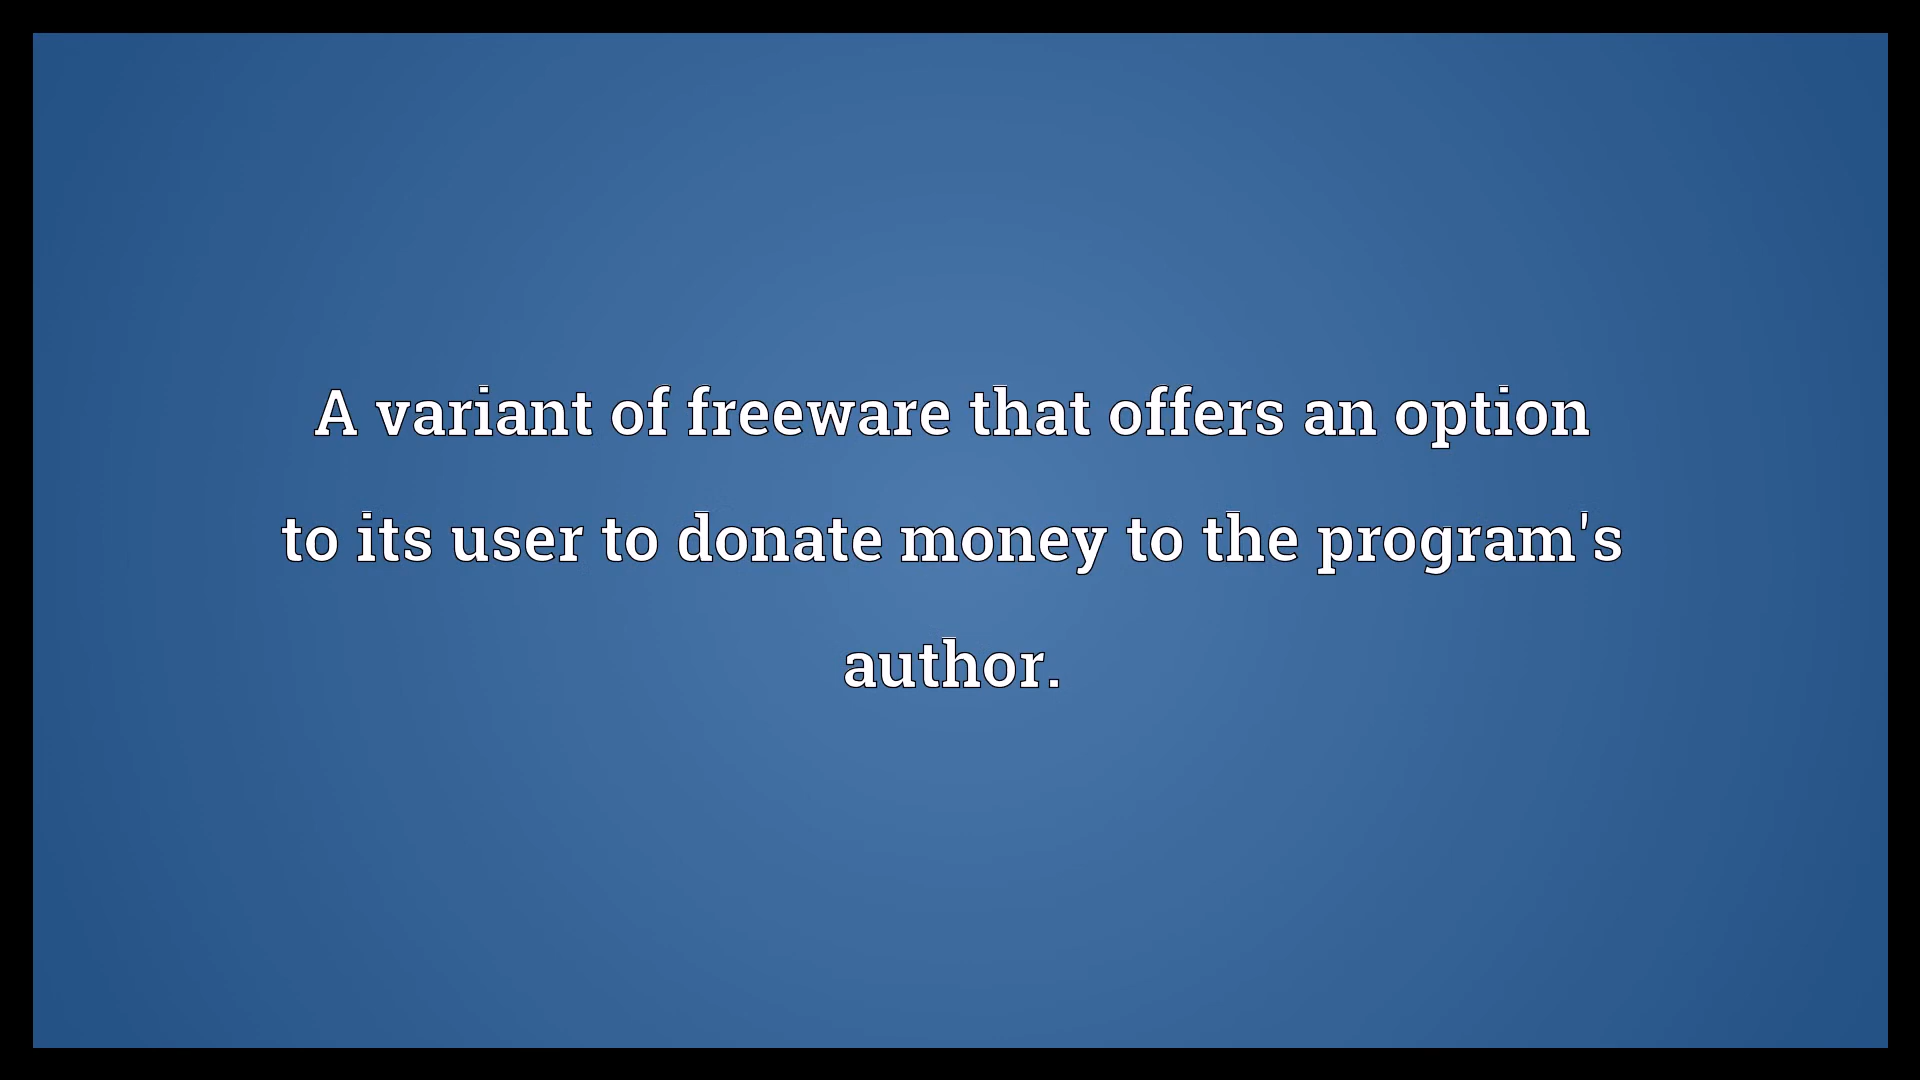 A variant of freeware that offers an option
to its user to donate money to the program's
author.